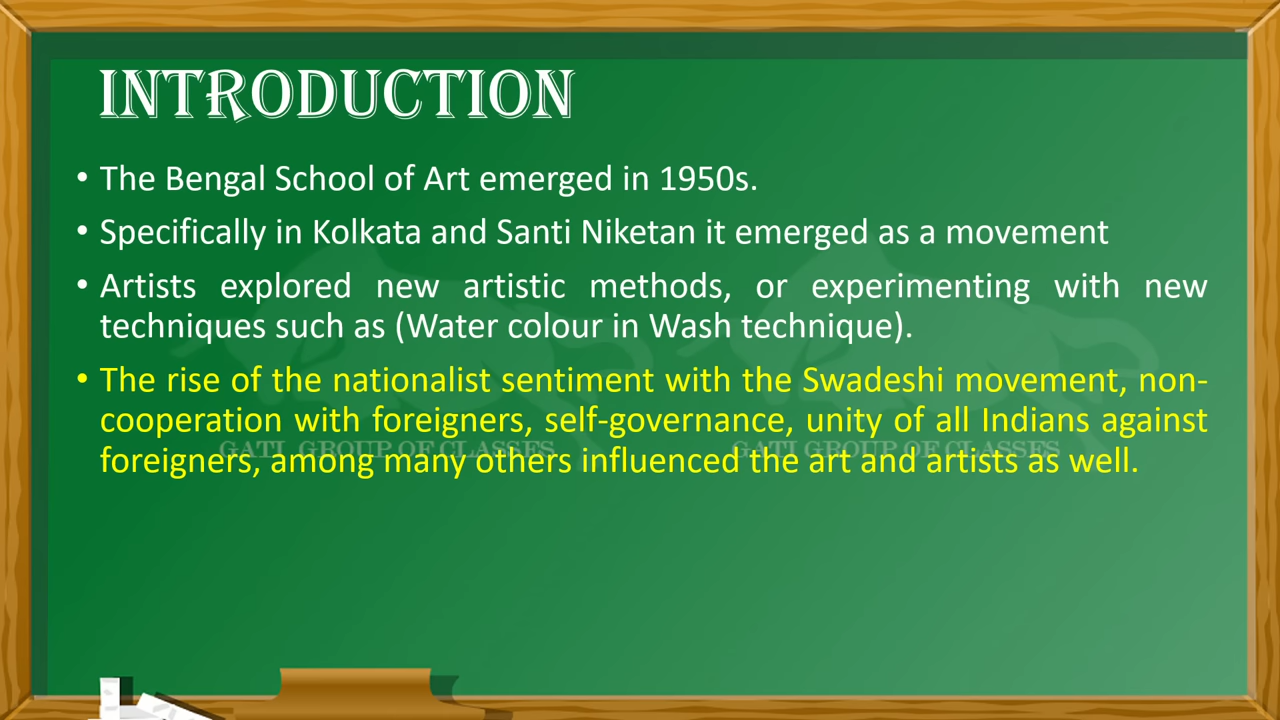 INTRODUCTION
• The Bengal School of Art emerged in 1950s.
• Specifically in Kolkata and Santi Niketan it emerged as a movement
• Artists explored new artistic methods, or experimenting with new
techniques such as (Water colour in Wash technique).
• The rise of the nationalist sentiment with the Swadeshi movement, non-
cooperation with foreigners, self-governance, unity of all Indians against
GATI GROUP OF CLASSES GATI GROUP OF CLASSES
foreigners, among many others influenced the art and artists as well.